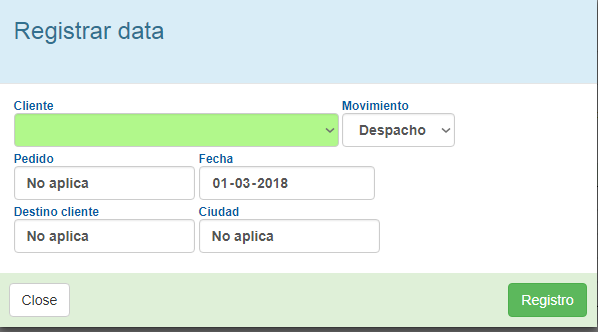 Registrar data
Cliente Movimiento
Despacho
Pedido Fecha
No aplica 01-03-2018
Destino cliente Ciudad
No aplica No aplica
Close Registro